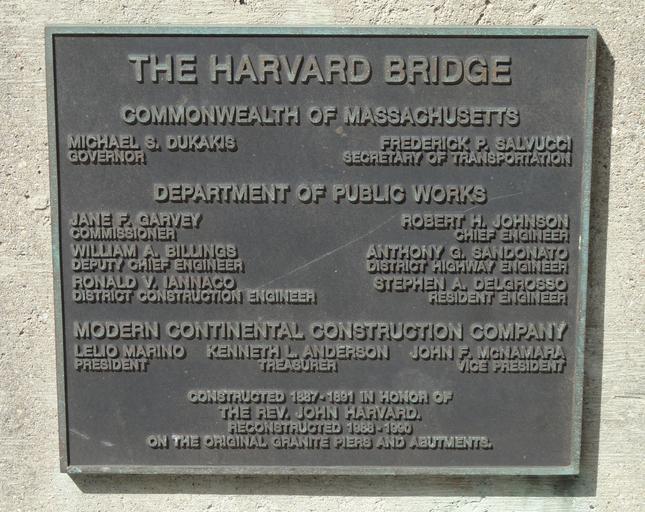 THE HARVARD BRIDGE
COMMONWEALTH OF MASSACHUSETTS
MICHAEL S. DUKAKIS FREDERICK P. SALVUCCI
GOVERNOR SECRETARY OF TRANSPORTATION
DEPARTMENT OF PUBLIC WORKS
JANE F. GARVEY ROBERT H. JOHNSON
COMMISSIONER CHIEF ENGINEER
WILLIAM A. BILLINGS ANTHONY G. SANDONATO
DEPUTY CHIEF ENGINEER DISTRICT HIGHWAY ENGINEER
RONALD V. IANNACO STEPHEN A. DELGROSSO
DISTRICT CONSTRUCTION ENGINEER RESIDENT ENGINEER
MODERN CONTINENTAL CONSTRUCTION COMPANY
LELIO MARINO KENNETH L. ANDERSON JOHN F. MCNAMARA
PRESIDENT TREASURER VICE PRESIDENT
CONSTRUCTED 1887-1891 IN HONOR OF
THE REV. JOHN HARVARD.
RECONSTRUCTED 1988-1990
ON THE ORIGINAL GRANITE PIERS AND ABUTMENTS.